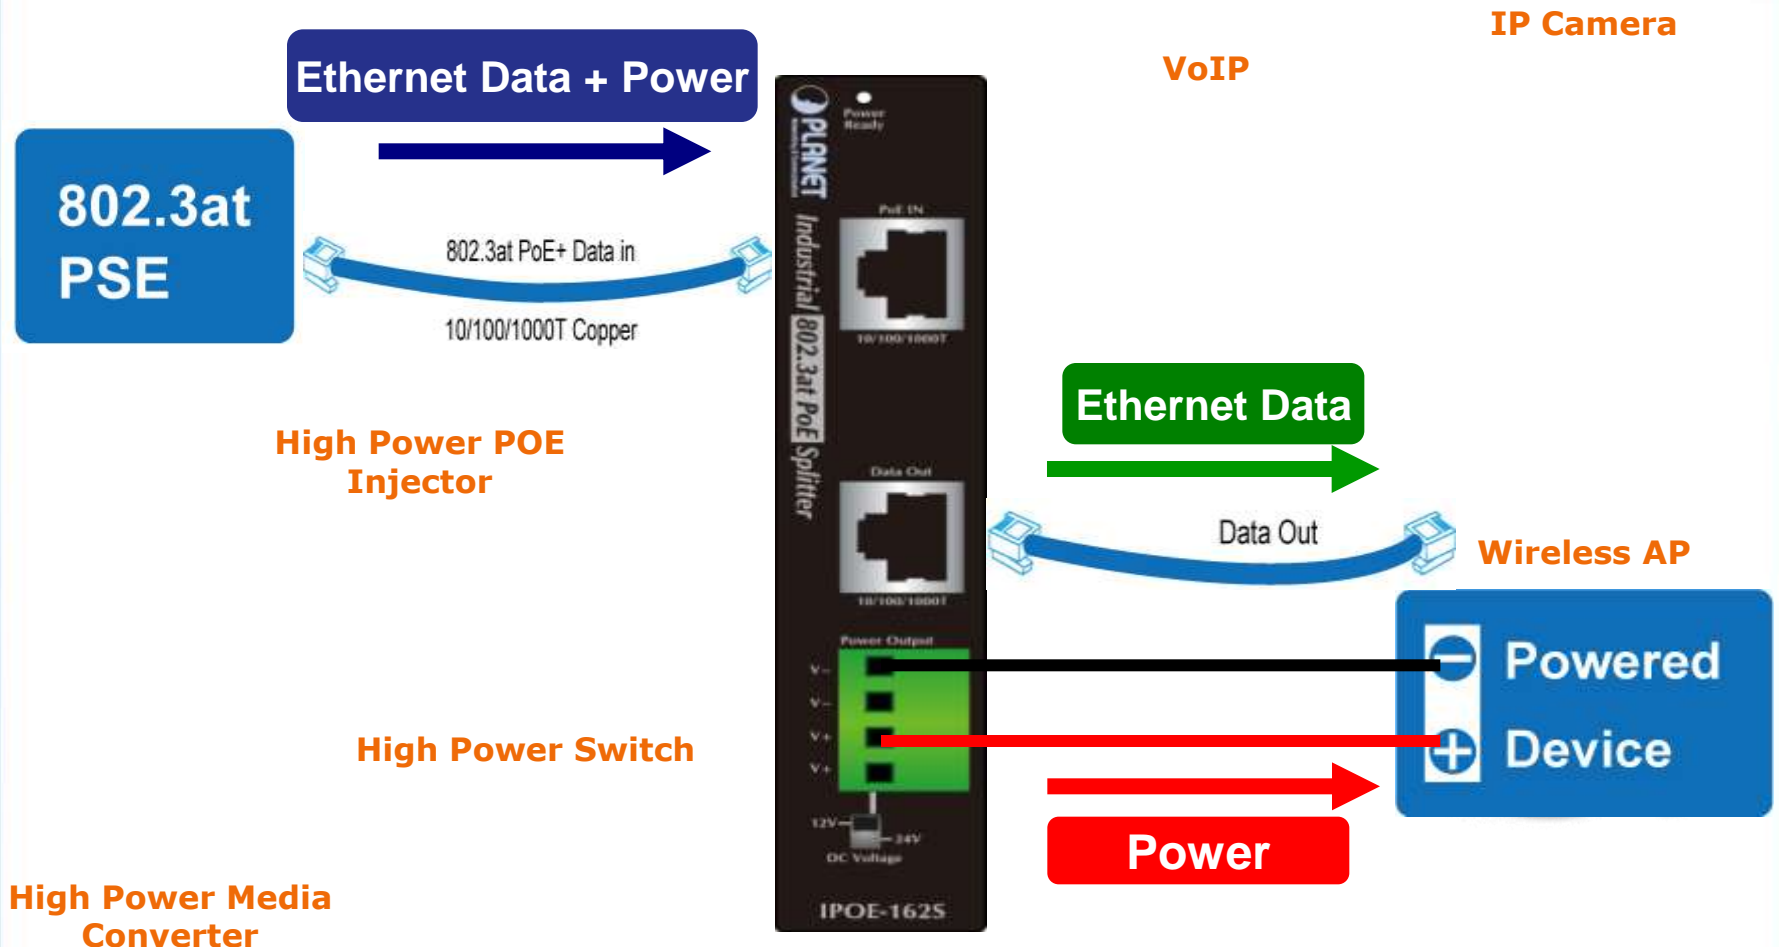 IP Camera
VoIP
Ethernet Data + Power
802.3at
PSE
802.3at PoE+ Data in
10/100/1000T Copper
High Power POE
Injector
High Power Switch
High Power Media
Converter
Power
Ready
PLANET
Industrial 802.3at PoE Splitter
PoE IN
10/100/1000T
Data Out
10/100/1000T
Power Output
V-
V-
V+
V+
12V
24V
DC Voltage
IPOE-162S
Ethernet Data
Data Out
Wireless AP
Powered
Device
Power